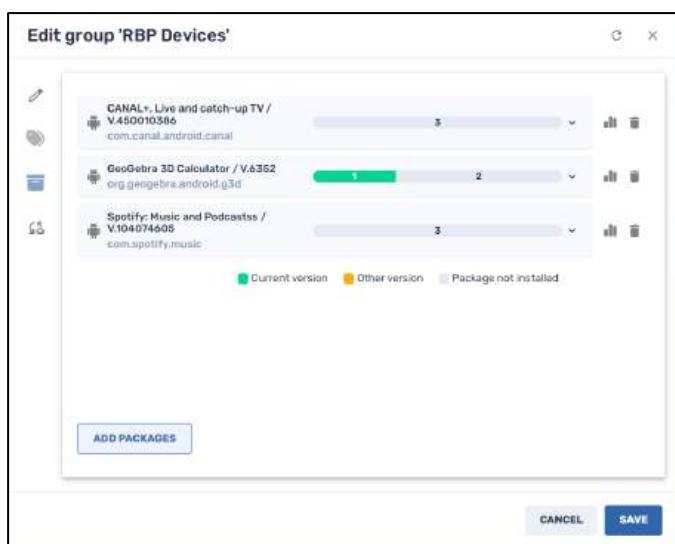 Edit group 'RBP Devices'
CANAL+. Live and catch-up TV /
V.450010386
com.canal.android.canal
3
GeoGebra 3D Calculator / V.6352
org.geogebra.android.g3d
1
2
Spotify: Music and Podcastss /
V.104074605
com.spotify.music
3
Current version
Other version
Package not installed
ADD PACKAGES
CANCEL
SAVE